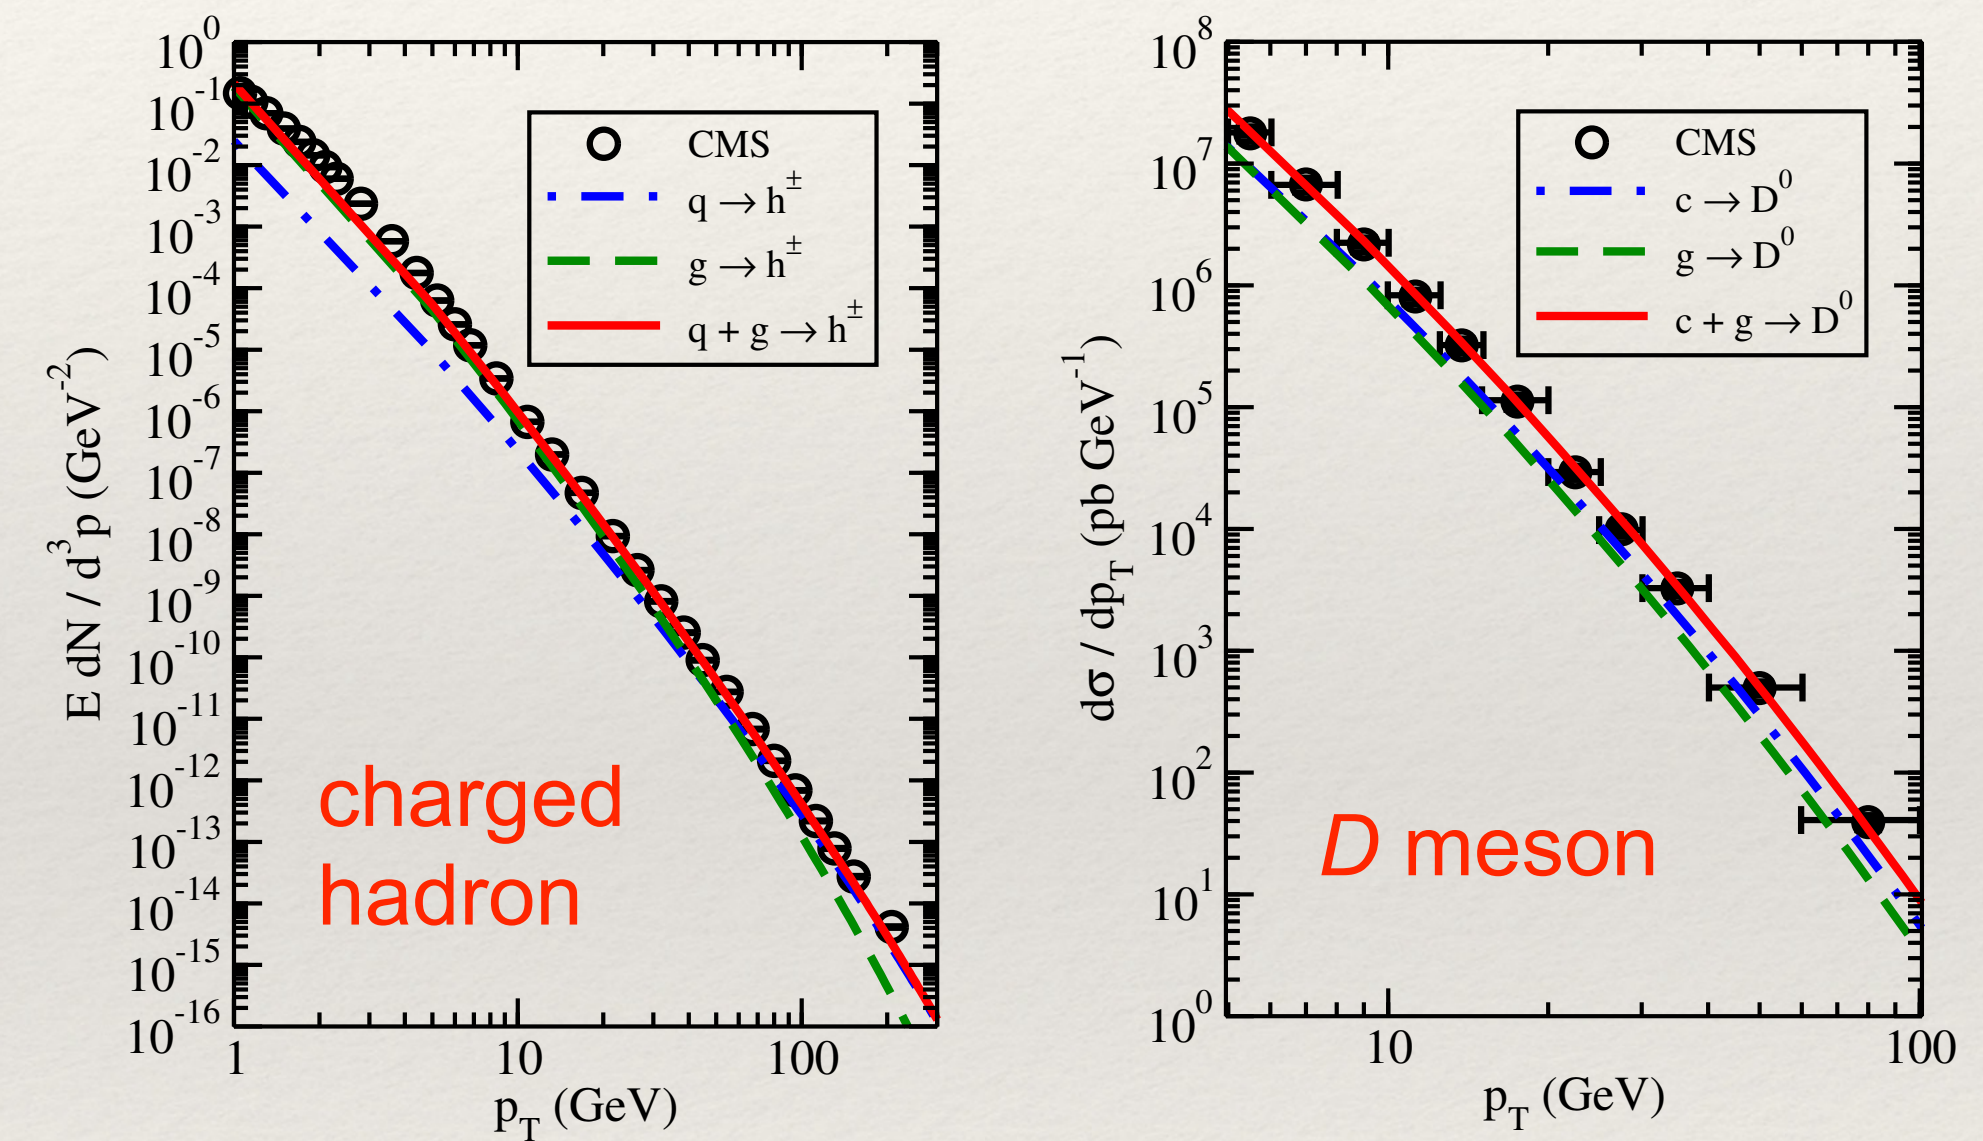 10^0
10^-1
10^-2
10^-3
10^-4
10^-5
10^-6
10^-7
10^-8
10^-9
10^-10
10^-11
10^-12
10^-13
10^-14
10^-15
10^-16
E dN / d^3p (GeV^-2)
CMS
q → h^±
g → h^±
q + g → h^±
charged
hadron
1 10 100
p_T (GeV)
10^8
10^7
10^6
10^5
10^4
10^3
10^2
10^1
10^0
dσ / dp_T (pb GeV^-1)
CMS
c → D^0
g → D^0
c + g → D^0
D meson
10 100
p_T (GeV)